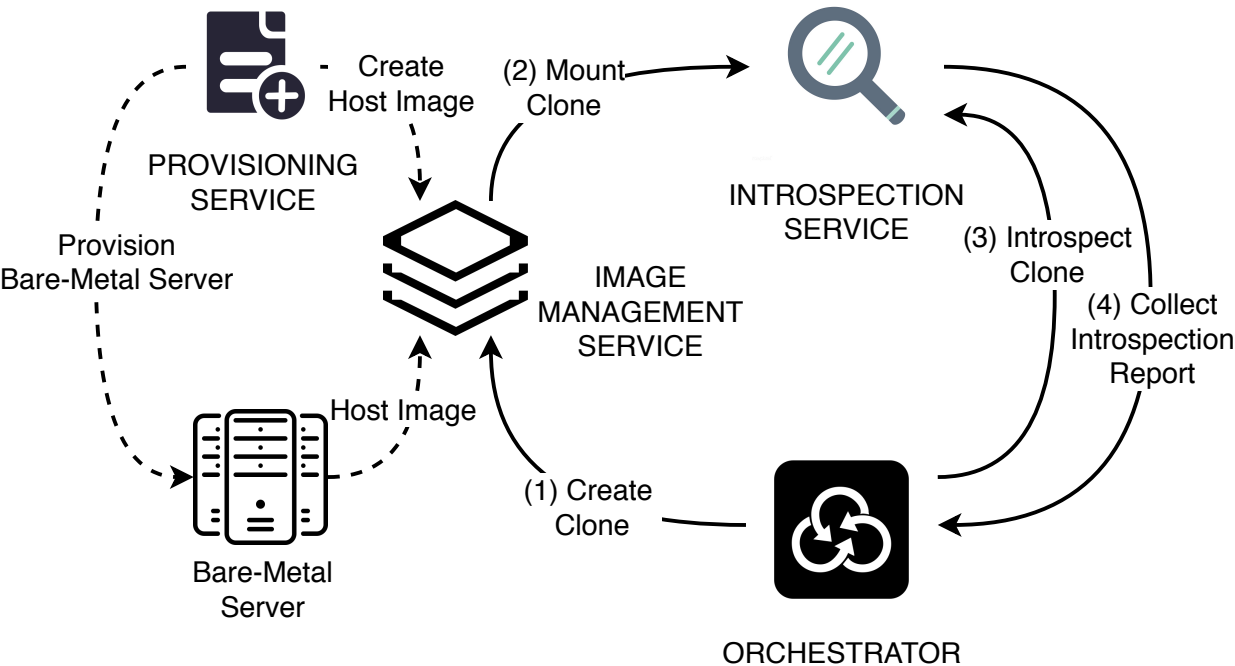 Create
Host Image
(2) Mount
Clone
PROVISIONING
SERVICE
INTROSPECTION
SERVICE
Provision
Bare-Metal Server
(3) Introspect
Clone
IMAGE
MANAGEMENT
SERVICE
(4) Collect
Introspection
Report
Host Image
(1) Create
Clone
Bare-Metal
Server
ORCHESTRATOR